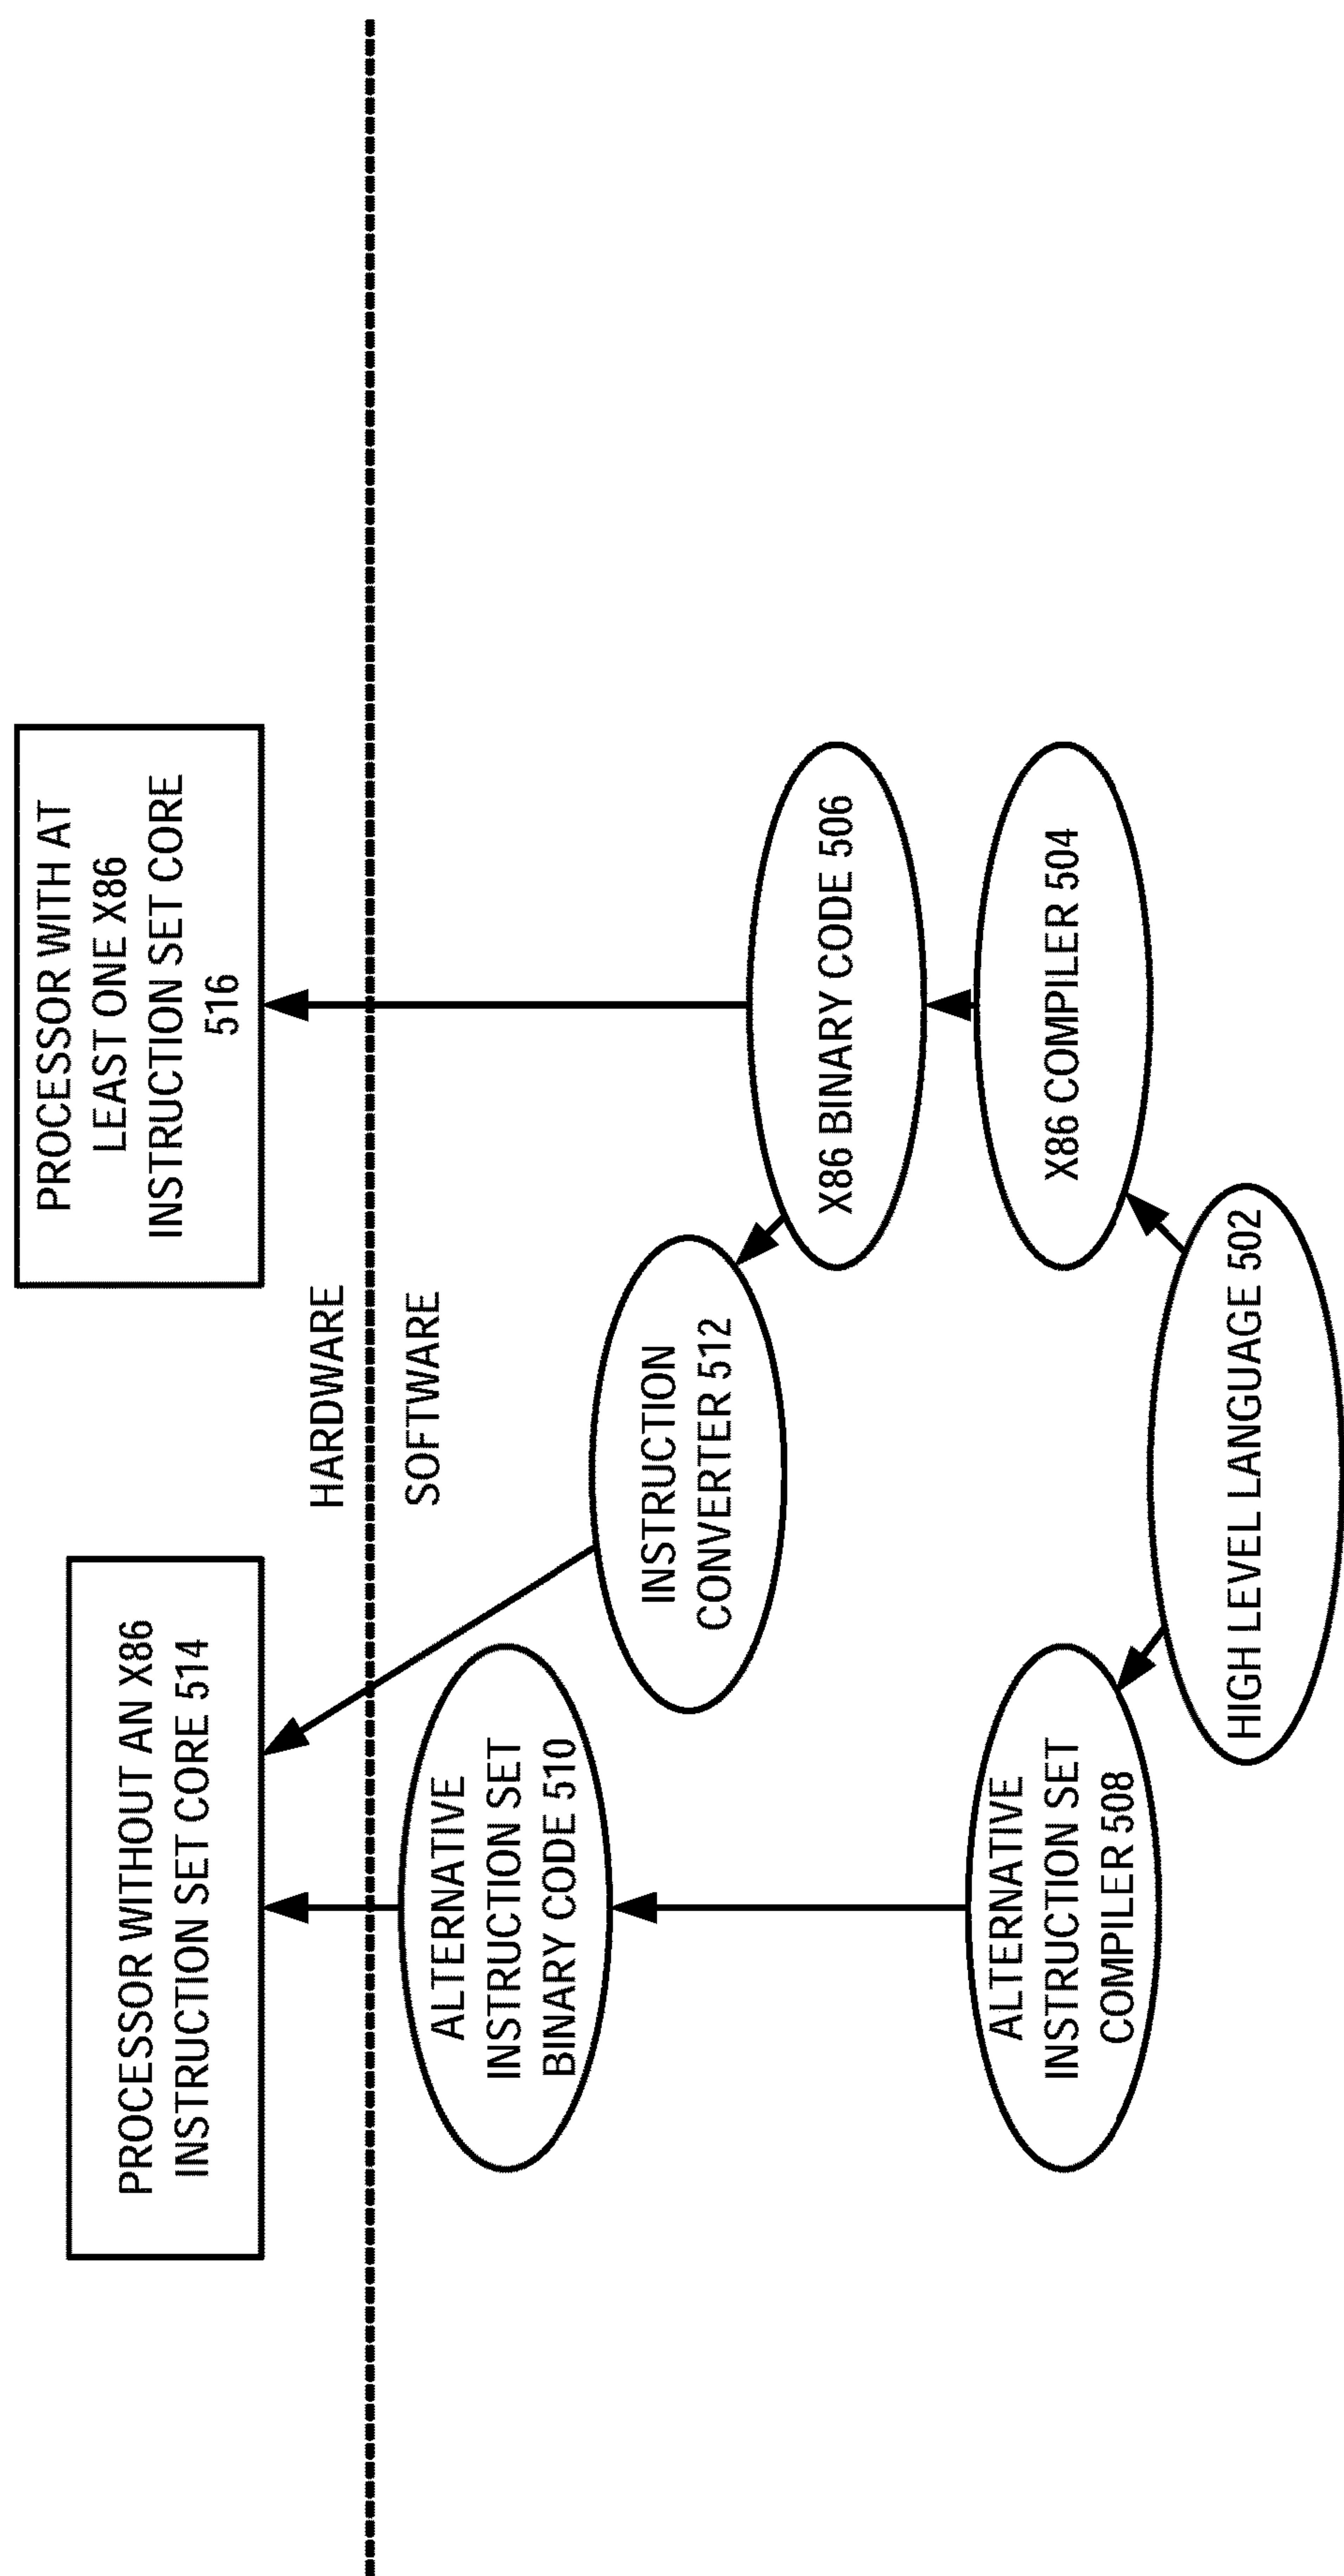 PROCESSOR WITHOUT AN X86
INSTRUCTION SET CORE 514
PROCESSOR WITH AT
LEAST ONE X86
INSTRUCTION SET CORE
516
HARDWARE
SOFTWARE
ALTERNATIVE
INSTRUCTION SET
BINARY CODE 510
INSTRUCTION
CONVERTER 512
X86 BINARY CODE 506
ALTERNATIVE
INSTRUCTION SET
COMPILER 508
X86 COMPILER 504
HIGH LEVEL LANGUAGE 502